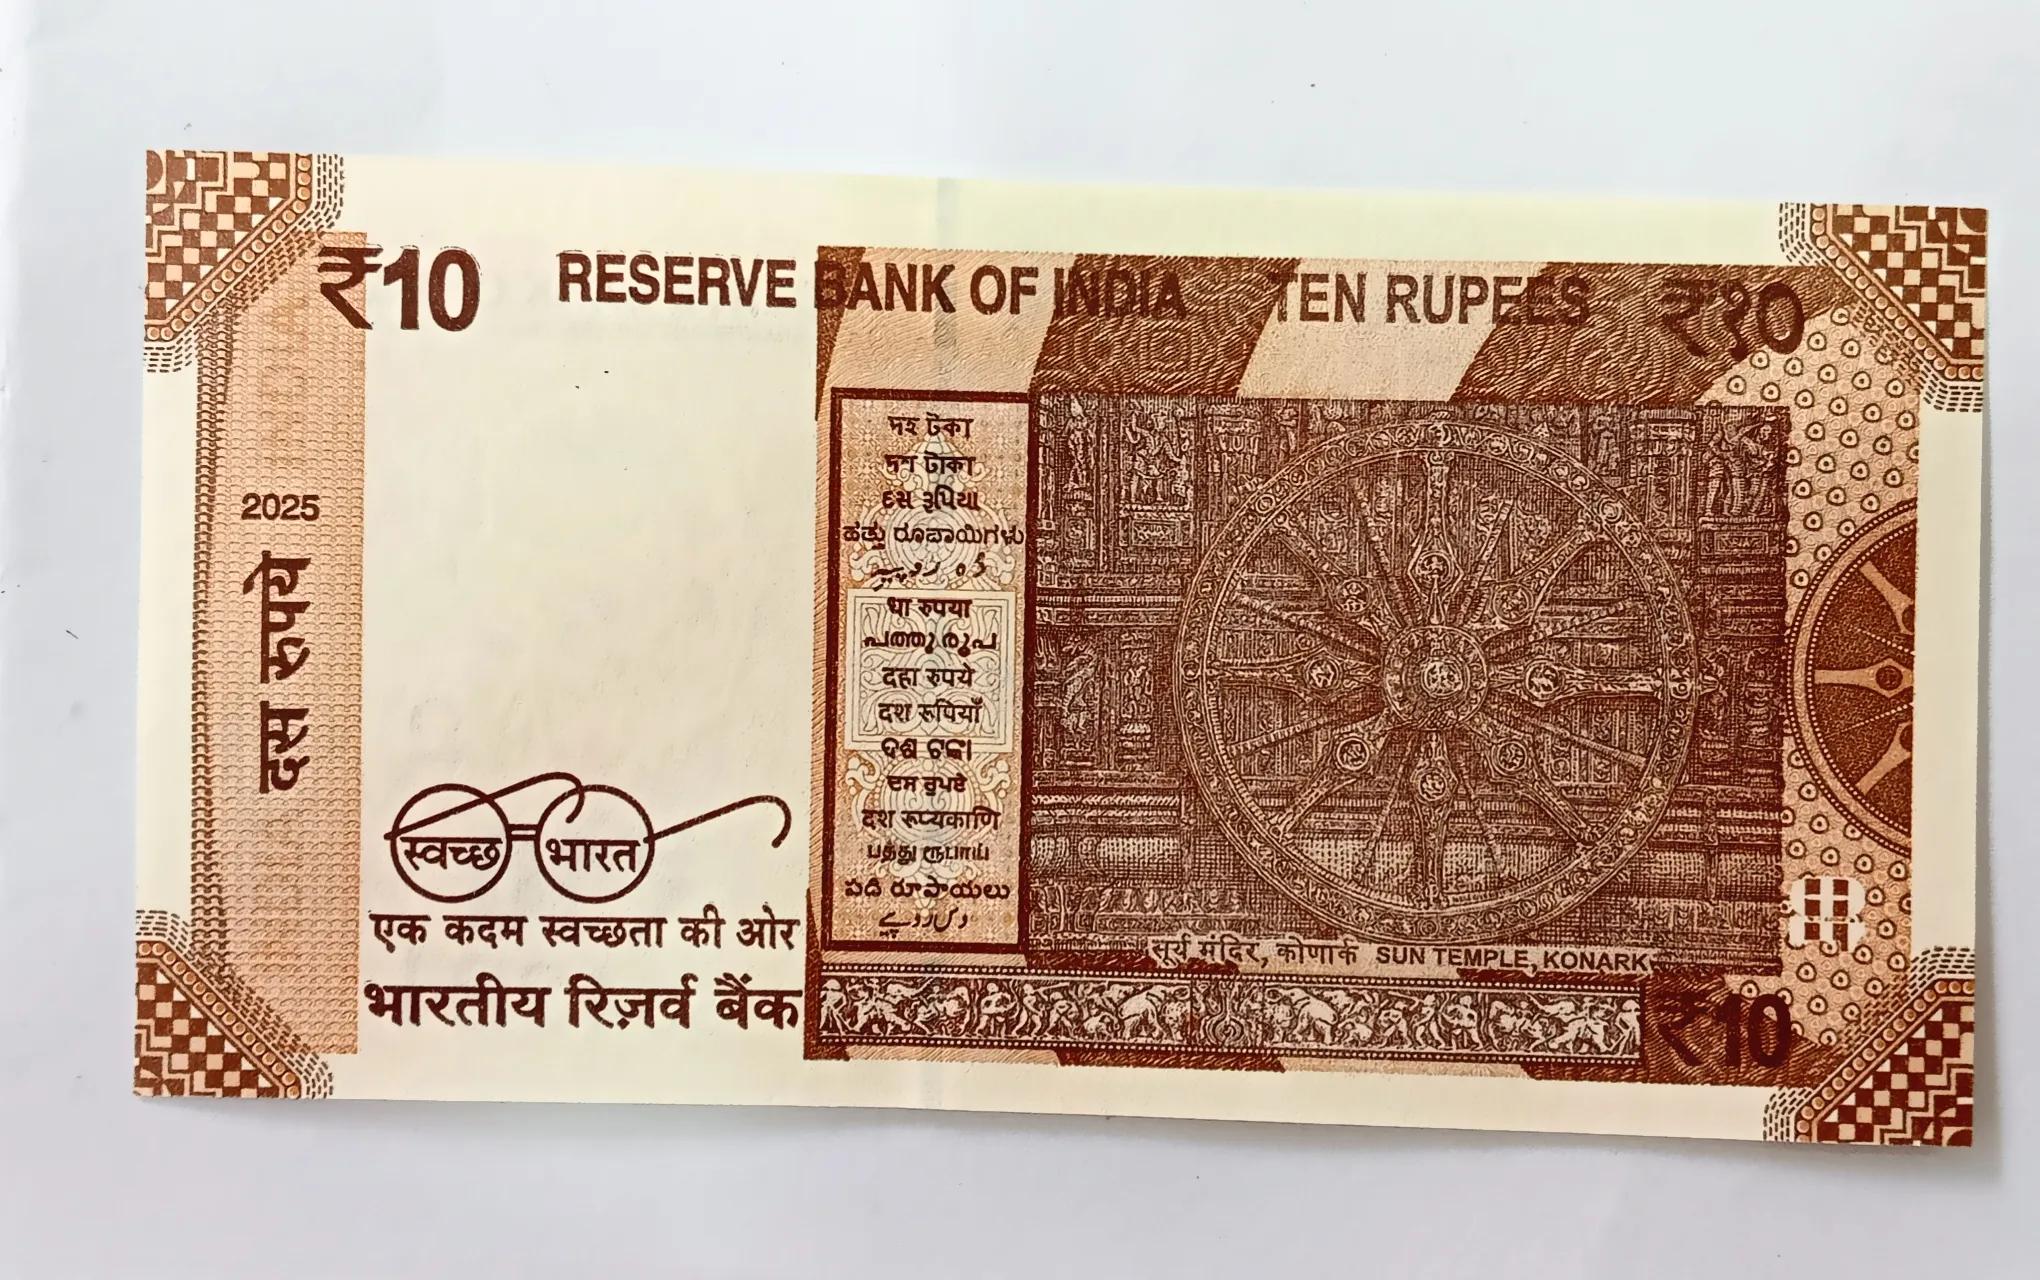 ₹10
RESERVE BANK OF INDIA TEN RUPEES
₹१०
2025
दस रुपये
দহ টকা
দশ টাকা
દસ રૂપિયા
ಹತ್ತು ರೂಪಾಯಿಗಳು
धा रुपया
പത്തു രൂപ
दहा रुपये
दश रूपियाँ
ଦଶ ଟଙ୍କା
ਦਸ ਰੁਪਏ
दश रूप्यकाणि
பத்து ரூபாய்
పది రూపాయలు
دس روپے
स्वच्छ भारत
एक कदम स्वच्छता की ओर
भारतीय रिज़र्व बैंक
सूर्य मंदिर, कोणार्क SUN TEMPLE, KONARK
₹10